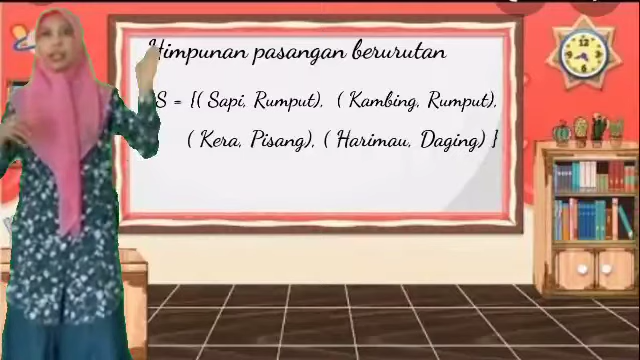 Himpunan pasangan berurutan
S = {( Sapi, Rumput), ( Kambing, Rumput),
( Kera, Pisang), ( Harimau, Daging) }